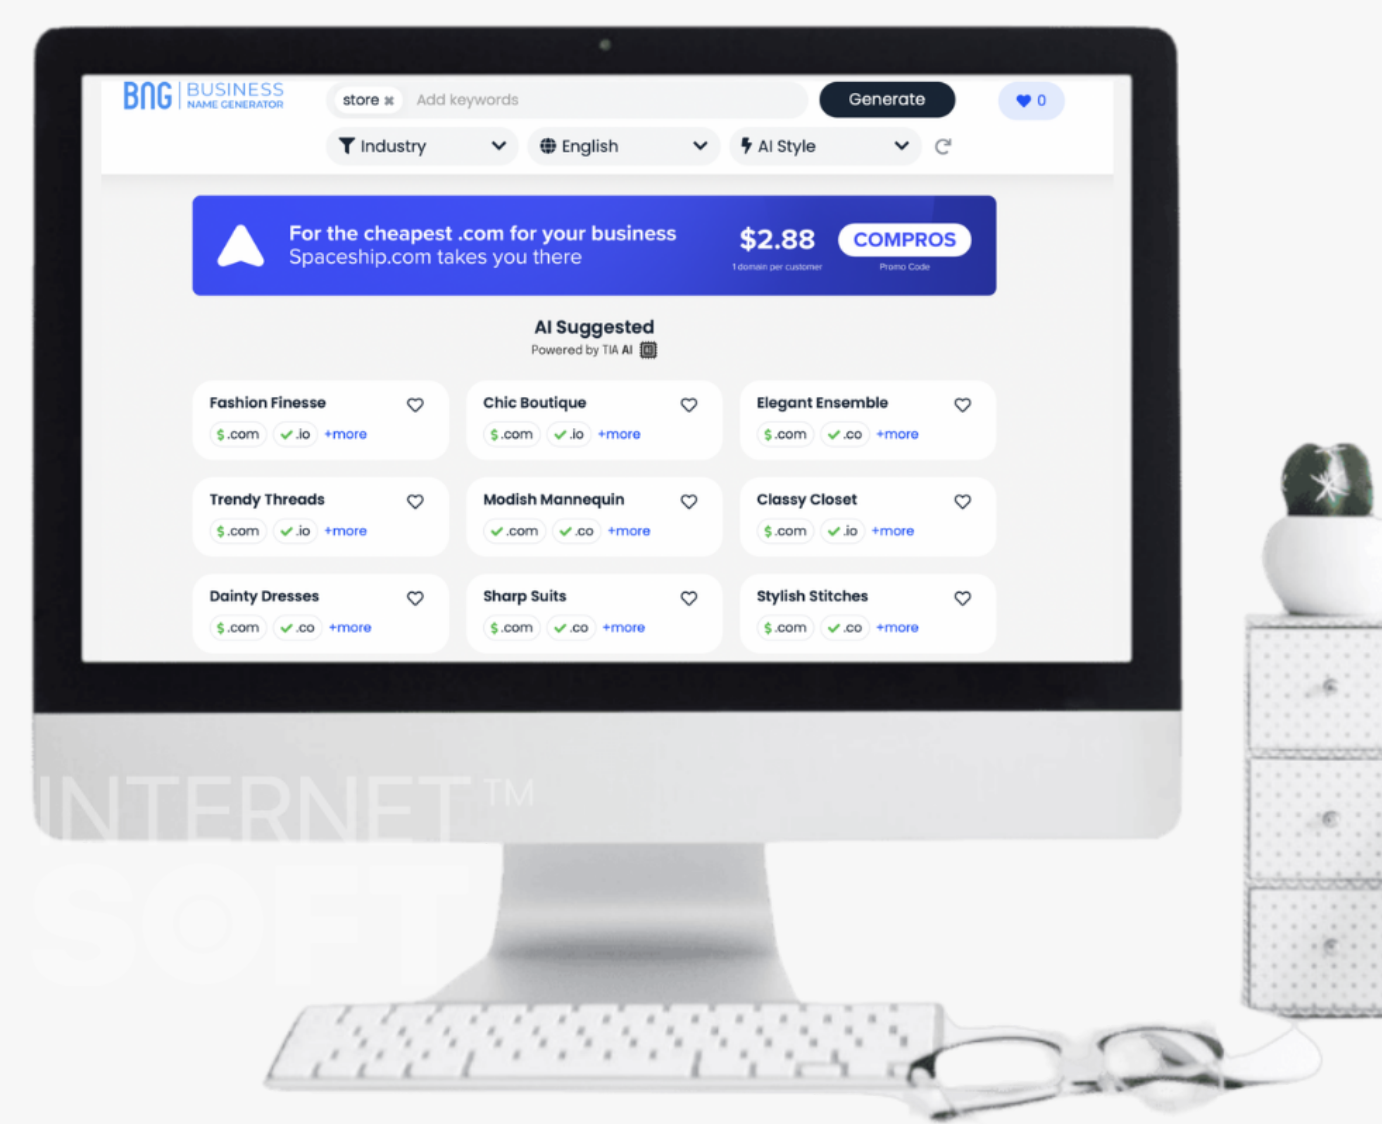 BNG | BUSINESS
NAME GENERATOR
store
Add keywords
Generate
0
Industry
English
AI Style
For the cheapest .com for your business
Spaceship.com takes you there
$2.88
1 domain per customer
COMPROS
Promo Code
AI Suggested
Powered by TIA AI
Fashion Finesse
$ .com .io +more
Chic Boutique
$ .com .io +more
Elegant Ensemble
$ .com .co +more
Trendy Threads
$ .com .io +more
Modish Mannequin
.com .co +more
Classy Closet
$ .com .io +more
Dainty Dresses
$ .com .co +more
Sharp Suits
$ .com .co +more
Stylish Stitches
$ .com .co +more
INTERNET™
SOFT